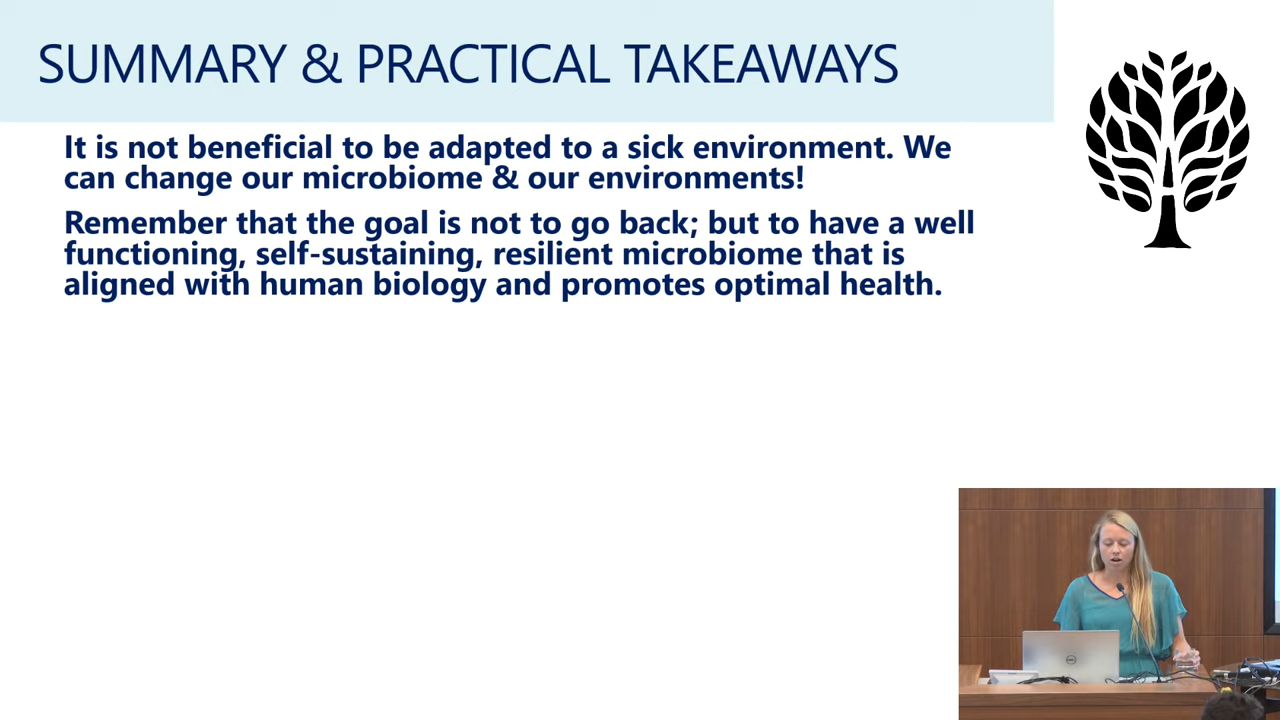 SUMMARY & PRACTICAL TAKEAWAYS
It is not beneficial to be adapted to a sick environment. We
can change our microbiome & our environments!
Remember that the goal is not to go back; but to have a well
functioning, self-sustaining, resilient microbiome that is
aligned with human biology and promotes optimal health.
DELL